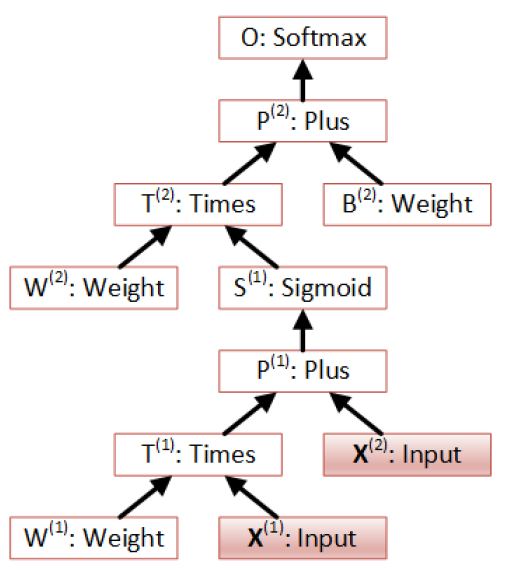 O: Softmax
P(2): Plus
T(2): Times
B(2): Weight
W(2): Weight
S(1): Sigmoid
P(1): Plus
T(1): Times
X(2): Input
W(1): Weight
X(1): Input